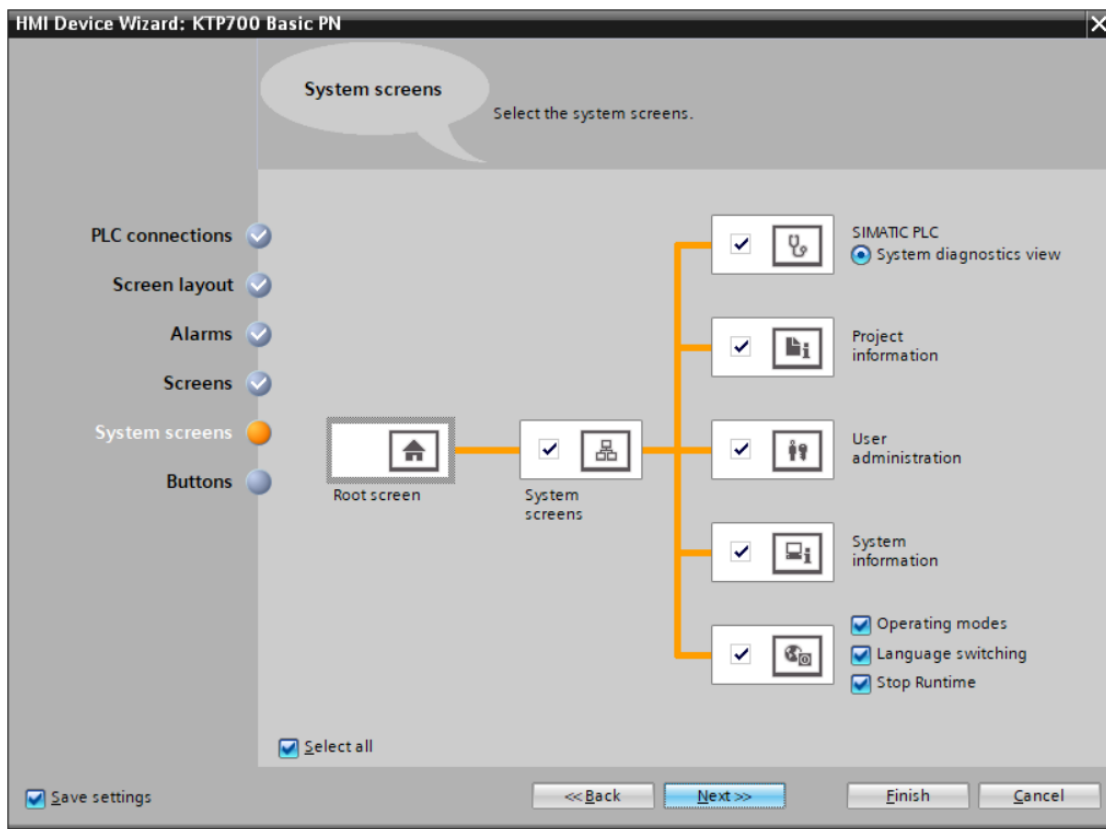 HMI Device Wizard: KTP700 Basic PN
System screens
Select the system screens.
PLC connections
Screen layout
Alarms
Screens
System screens
Buttons
Root screen
System
screens
SIMATIC PLC
System diagnostics view
Project
information
User
administration
System
information
Operating modes
Language switching
Stop Runtime
Select all
Save settings
<<Back
Next>>
Finish
Cancel